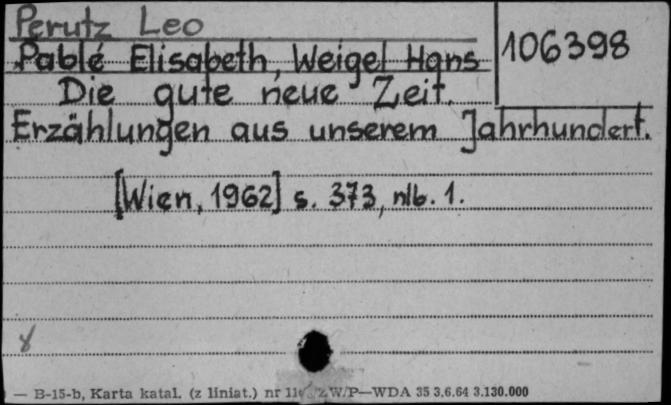 Perutz Leo
106398
Pablé Elisabeth, Weigel Hans
Die gute neue Zeit.
Erzählungen aus unserem Jahrhundert.
[Wien, 1962] s. 373, nlb. 1.
8
— B-15-b, Karta katal. (z liniat.) nr ZW/P—WDA 35 3.6.64 3.130.000